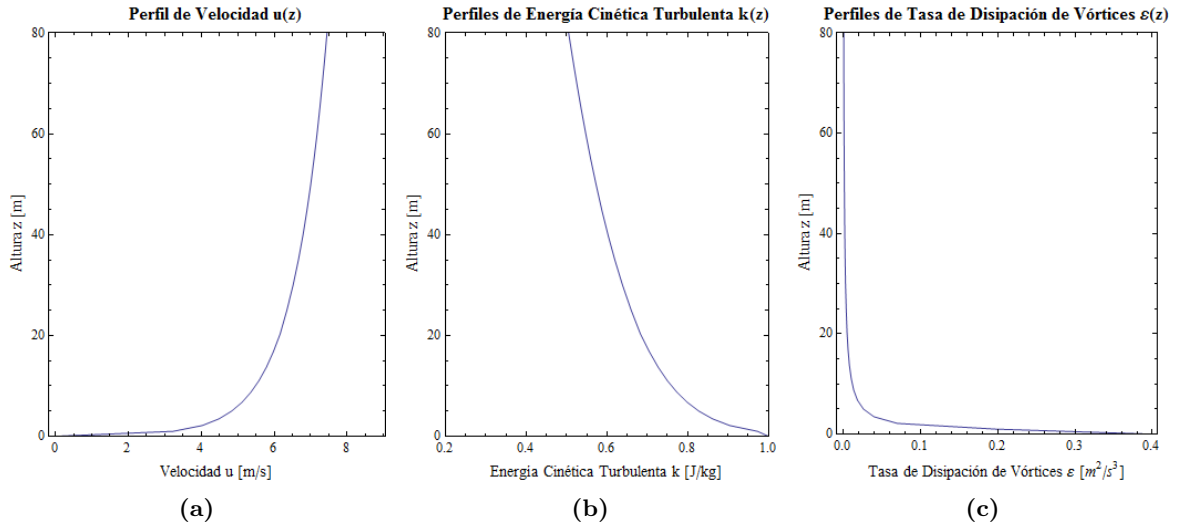 Perfil de Velocidad u(z)
80
60
40
20
0
Altura z [m]
0 2 4 6 8
Velocidad u [m/s]
(a)
Perfiles de Energía Cinética Turbulenta k(z)
80
60
40
20
0
Altura z [m]
0.2 0.4 0.6 0.8 1.0
Energía Cinética Turbulenta k [J/kg]
(b)
Perfiles de Tasa de Disipación de Vórtices ε(z)
80
60
40
20
0
Altura z [m]
0.0 0.1 0.2 0.3 0.4
Tasa de Disipación de Vórtices ε [m²/s³]
(c)